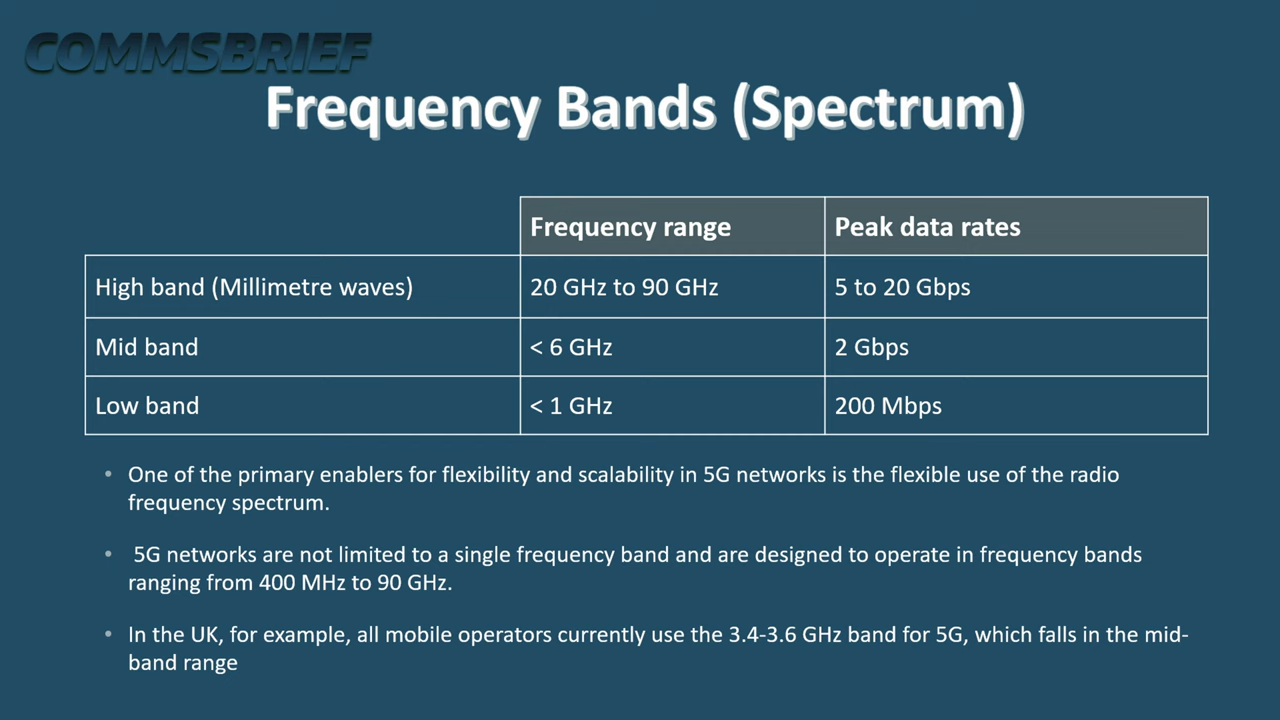 COMMSBRIEF
Frequency Bands (Spectrum)
Frequency range Peak data rates
High band (Millimetre waves) 20 GHz to 90 GHz 5 to 20 Gbps
Mid band < 6 GHz 2 Gbps
Low band < 1 GHz 200 Mbps
• One of the primary enablers for flexibility and scalability in 5G networks is the flexible use of the radio
frequency spectrum.
• 5G networks are not limited to a single frequency band and are designed to operate in frequency bands
ranging from 400 MHz to 90 GHz.
• In the UK, for example, all mobile operators currently use the 3.4-3.6 GHz band for 5G, which falls in the mid-
band range